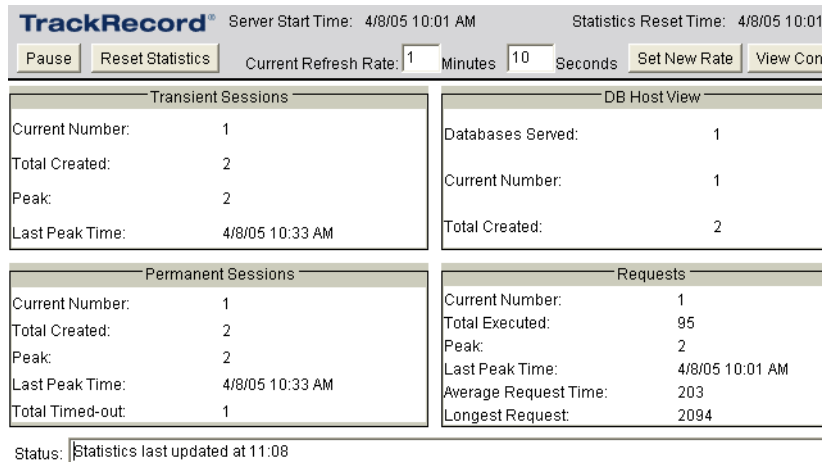 TrackRecord® Server Start Time: 4/8/05 10:01 AM Statistics Reset Time: 4/8/05 10:01
Pause Reset Statistics Current Refresh Rate: 1 Minutes 10 Seconds Set New Rate View Con
Transient Sessions
Current Number: 1
Total Created: 2
Peak: 2
Last Peak Time: 4/8/05 10:33 AM
DB Host View
Databases Served: 1
Current Number: 1
Total Created: 2
Permanent Sessions
Current Number: 1
Total Created: 2
Peak: 2
Last Peak Time: 4/8/05 10:33 AM
Total Timed-out: 1
Requests
Current Number: 1
Total Executed: 95
Peak: 2
Last Peak Time: 4/8/05 10:01 AM
Average Request Time: 203
Longest Request: 2094
Status: Statistics last updated at 11:08